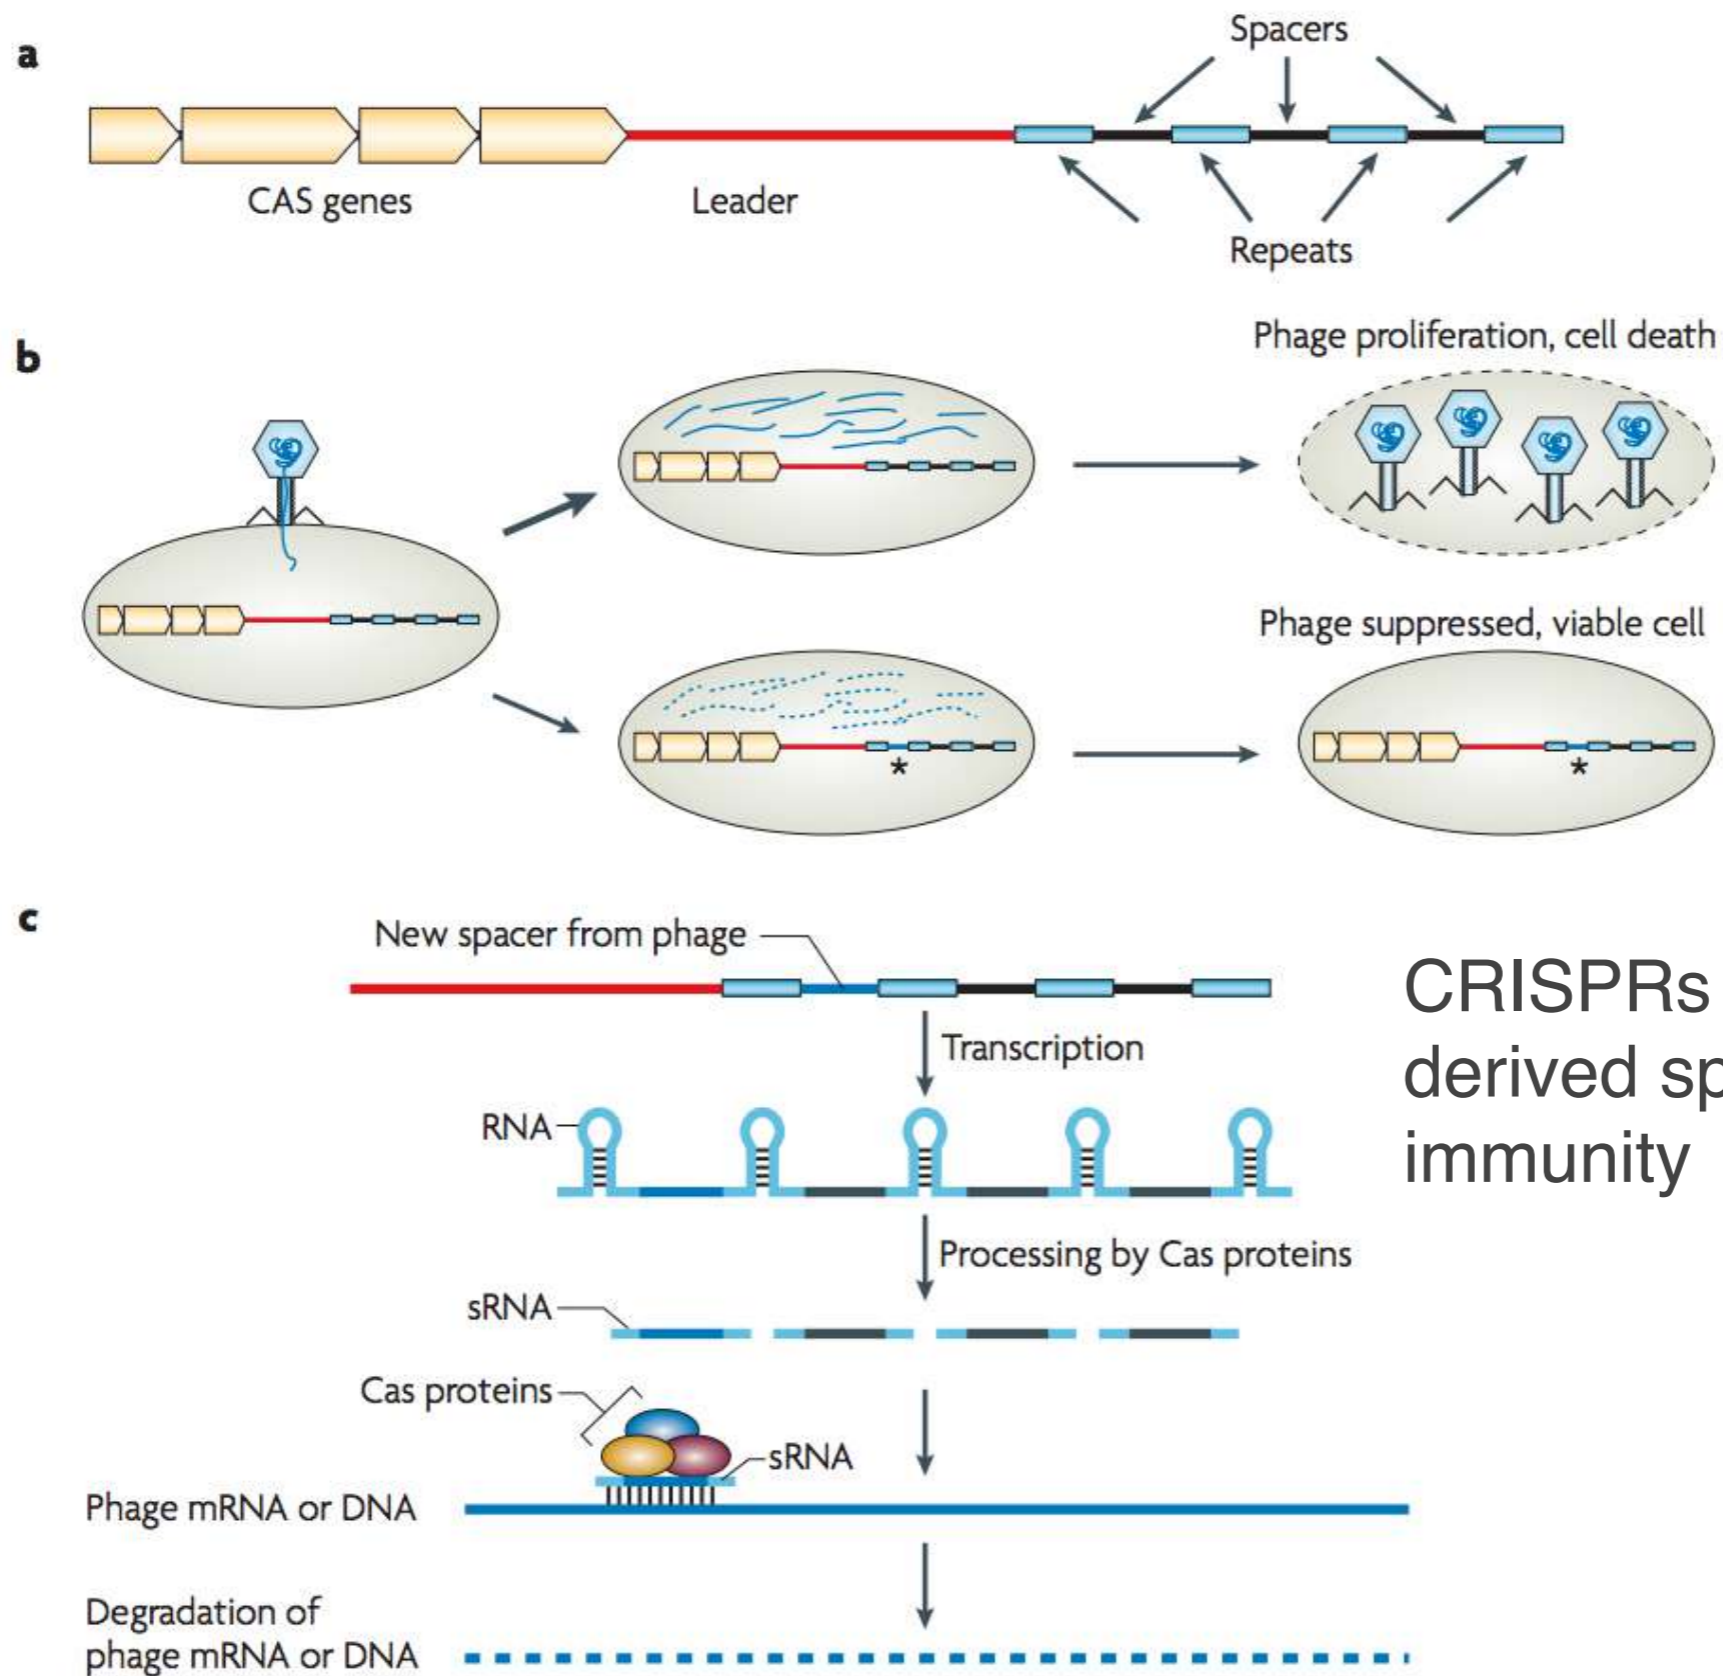 a
Spacers
CAS genes
Leader
Repeats
b
Phage proliferation, cell death
Phage suppressed, viable cell
*
*
c
New spacer from phage
CRISPRs
derived
immunity
Transcription
RNA
Processing by Cas proteins
sRNA
Cas proteins
sRNA
Phage mRNA or DNA
Degradation of
phage mRNA or DNA